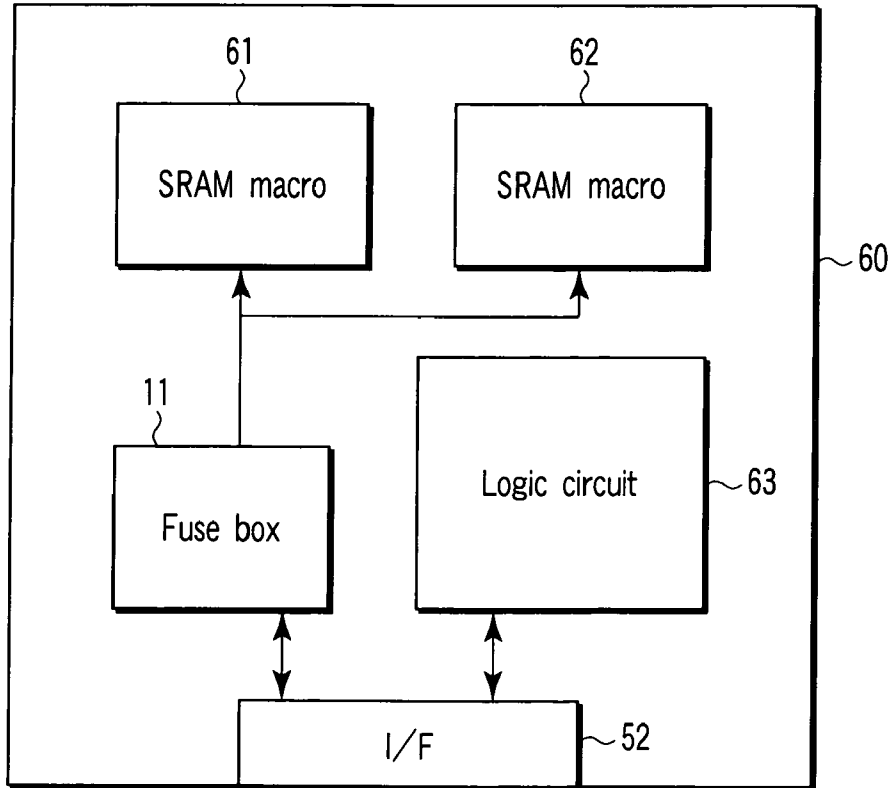 61
62
SRAM macro
SRAM macro
60
11
Fuse box
Logic circuit
63
I/F
52